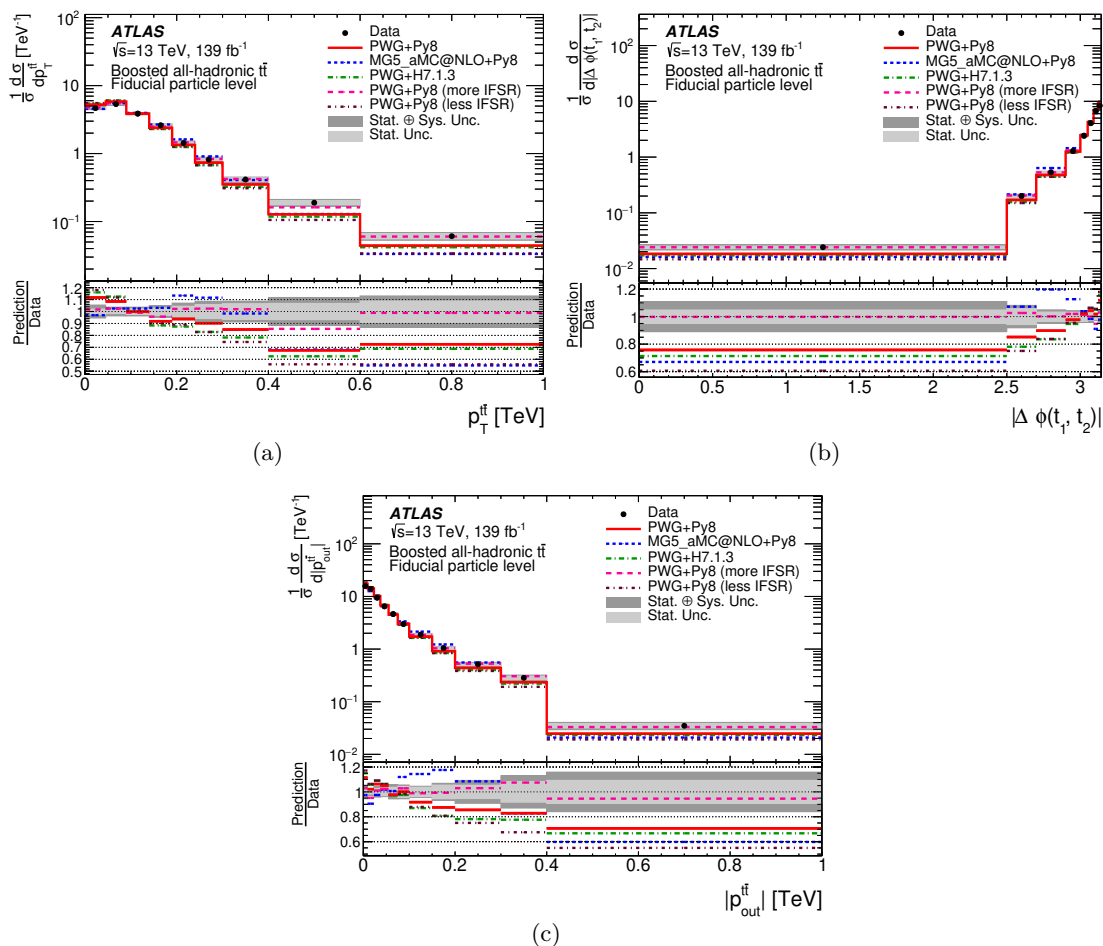 ATLAS
√s=13 TeV, 139 fb⁻¹
Boosted all-hadronic tt̄
Fiducial particle level
Data
PWG+Py8
MG5_aMC@NLO+Py8
PWG+H7.1.3
PWG+Py8 (more IFSR)
PWG+Py8 (less IFSR)
Stat. ⊕ Sys. Unc.
Stat. Unc.
1/σ dσ/dp_T^tt̄ [TeV⁻¹]
10²
10
1
10⁻¹
10⁻²
Prediction/Data
1.2
1.1
1
0.9
0.8
0.7
0.6
0.5
0 0.2 0.4 0.6 0.8 1
p_T^tt̄ [TeV]
(a)
ATLAS
√s=13 TeV, 139 fb⁻¹
Boosted all-hadronic tt̄
Fiducial particle level
Data
PWG+Py8
MG5_aMC@NLO+Py8
PWG+H7.1.3
PWG+Py8 (more IFSR)
PWG+Py8 (less IFSR)
Stat. ⊕ Sys. Unc.
Stat. Unc.
1/σ dσ/d|Δ φ(t₁, t₂)|
10²
10
1
10⁻¹
10⁻²
Prediction/Data
1.2
1
0.8
0.6
0 0.5 1 1.5 2 2.5 3
|Δ φ(t₁, t₂)|
(b)
ATLAS
√s=13 TeV, 139 fb⁻¹
Boosted all-hadronic tt̄
Fiducial particle level
Data
PWG+Py8
MG5_aMC@NLO+Py8
PWG+H7.1.3
PWG+Py8 (more IFSR)
PWG+Py8 (less IFSR)
Stat. ⊕ Sys. Unc.
Stat. Unc.
1/σ dσ/d|p_out^tt̄| [TeV⁻¹]
10²
10
1
10⁻¹
10⁻²
Prediction/Data
1.2
1
0.8
0.6
0 0.2 0.4 0.6 0.8 1
|p_out^tt̄| [TeV]
(c)